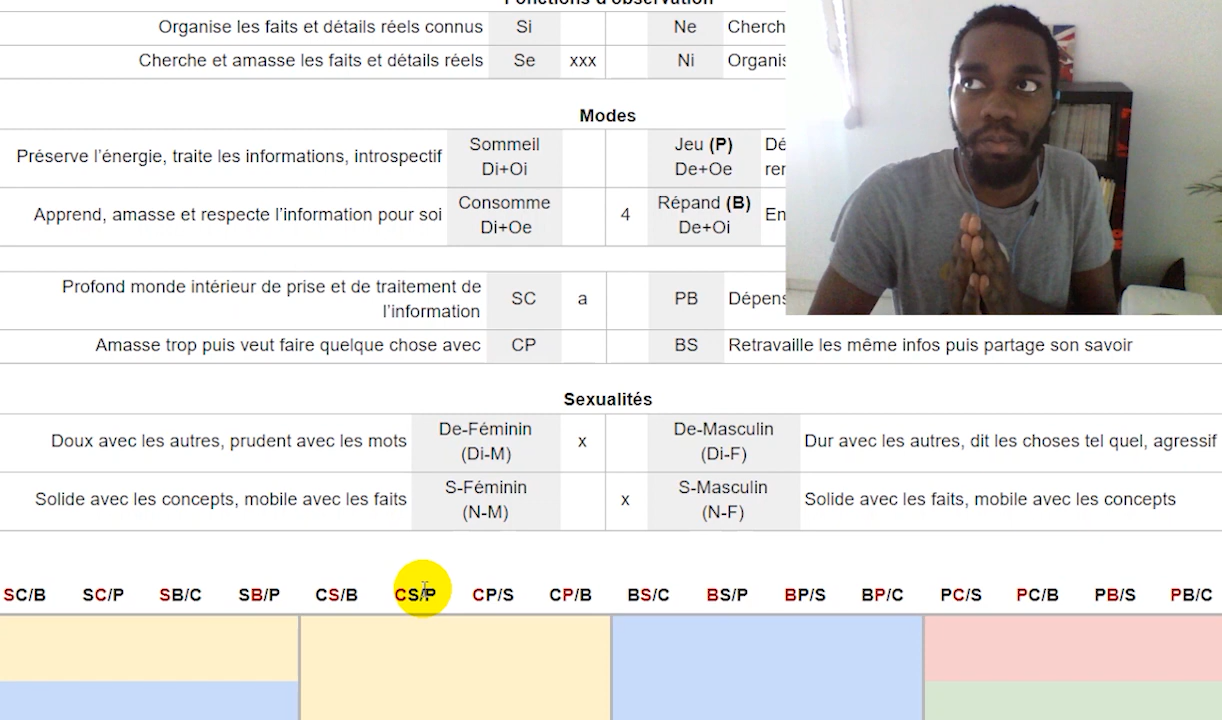 Fonctions d'observation
Organise les faits et détails réels connus Si Ne Cherch
Cherche et amasse les faits et détails réels Se xxx Ni Organis
Modes
Préserve l'énergie, traite les informations, introspectif Sommeil Di+Oi Jeu (P) De+Oe Dé
rer
Apprend, amasse et respecte l'information pour soi Consomme Di+Oe 4 Répand (B) De+Oi En
Profond monde intérieur de prise et de traitement de
l'information SC a PB Dépens
Amasse trop puis veut faire quelque chose avec CP BS Retravaille les même infos puis partage son savoir
Sexualités
Doux avec les autres, prudent avec les mots De-Féminin (Di-M) x De-Masculin (Di-F) Dur avec les autres, dit les choses tel quel, agressif
Solide avec les concepts, mobile avec les faits S-Féminin (N-M) x S-Masculin (N-F) Solide avec les faits, mobile avec les concepts
SC/B SC/P SB/C SB/P CS/B CS/P CP/S CP/B BS/C BS/P BP/S BP/C PC/S PC/B PB/S PB/C